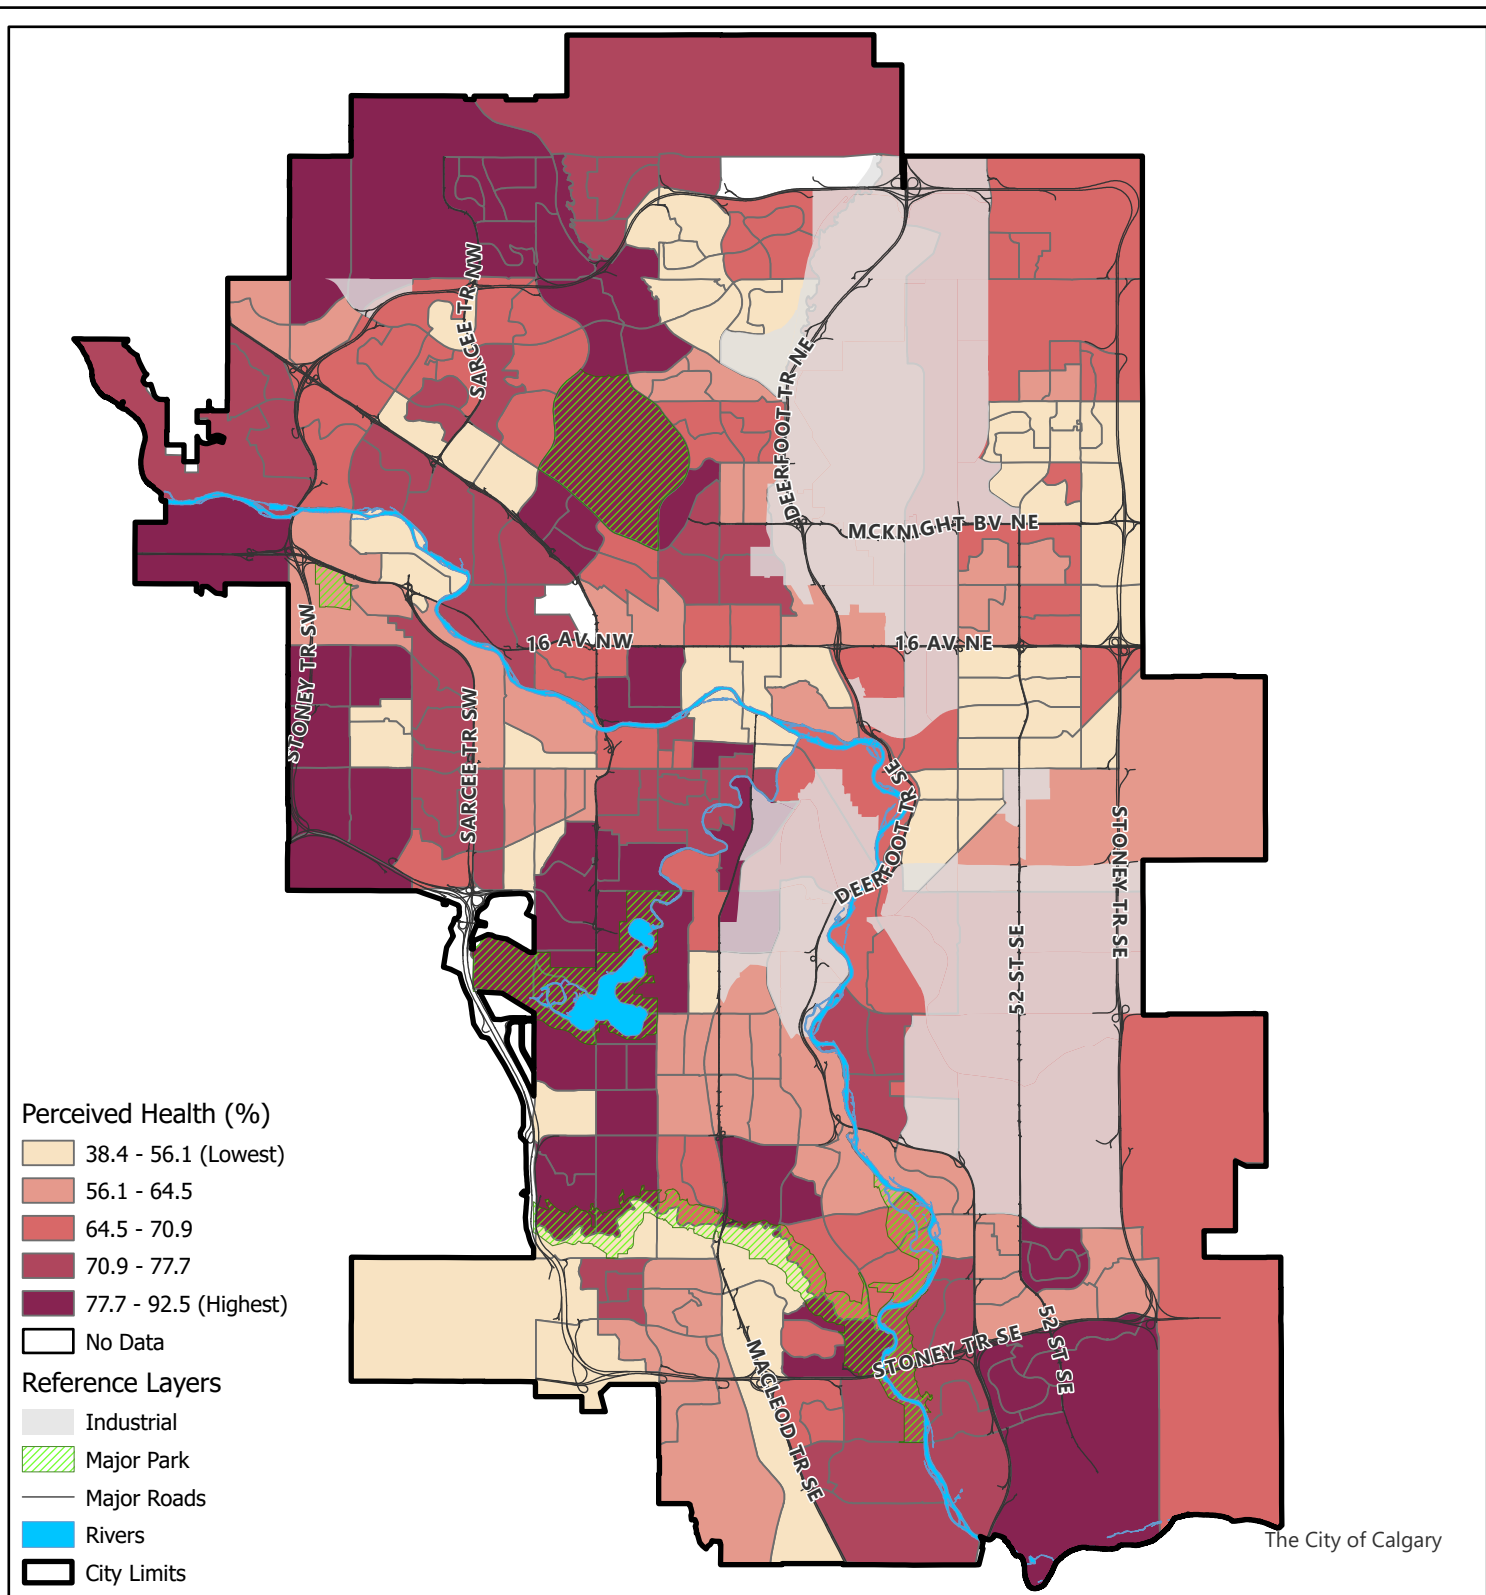 SARCEE TR NW
DEERFOOT TR NE
MCKNIGHT BV NE
STONEY TR SW
16 AV NW
16 AV NE
SARCEE TR SW
DEERFOOT TR SE
STONEY TR SE
52 ST SE
STONEY TR SE
52 ST SE
MACLEOD TR SE
Perceived Health (%)
38.4 - 56.1 (Lowest)
56.1 - 64.5
64.5 - 70.9
70.9 - 77.7
77.7 - 92.5 (Highest)
No Data
Reference Layers
Industrial
Major Park
Major Roads
Rivers
City Limits
The City of Calgary